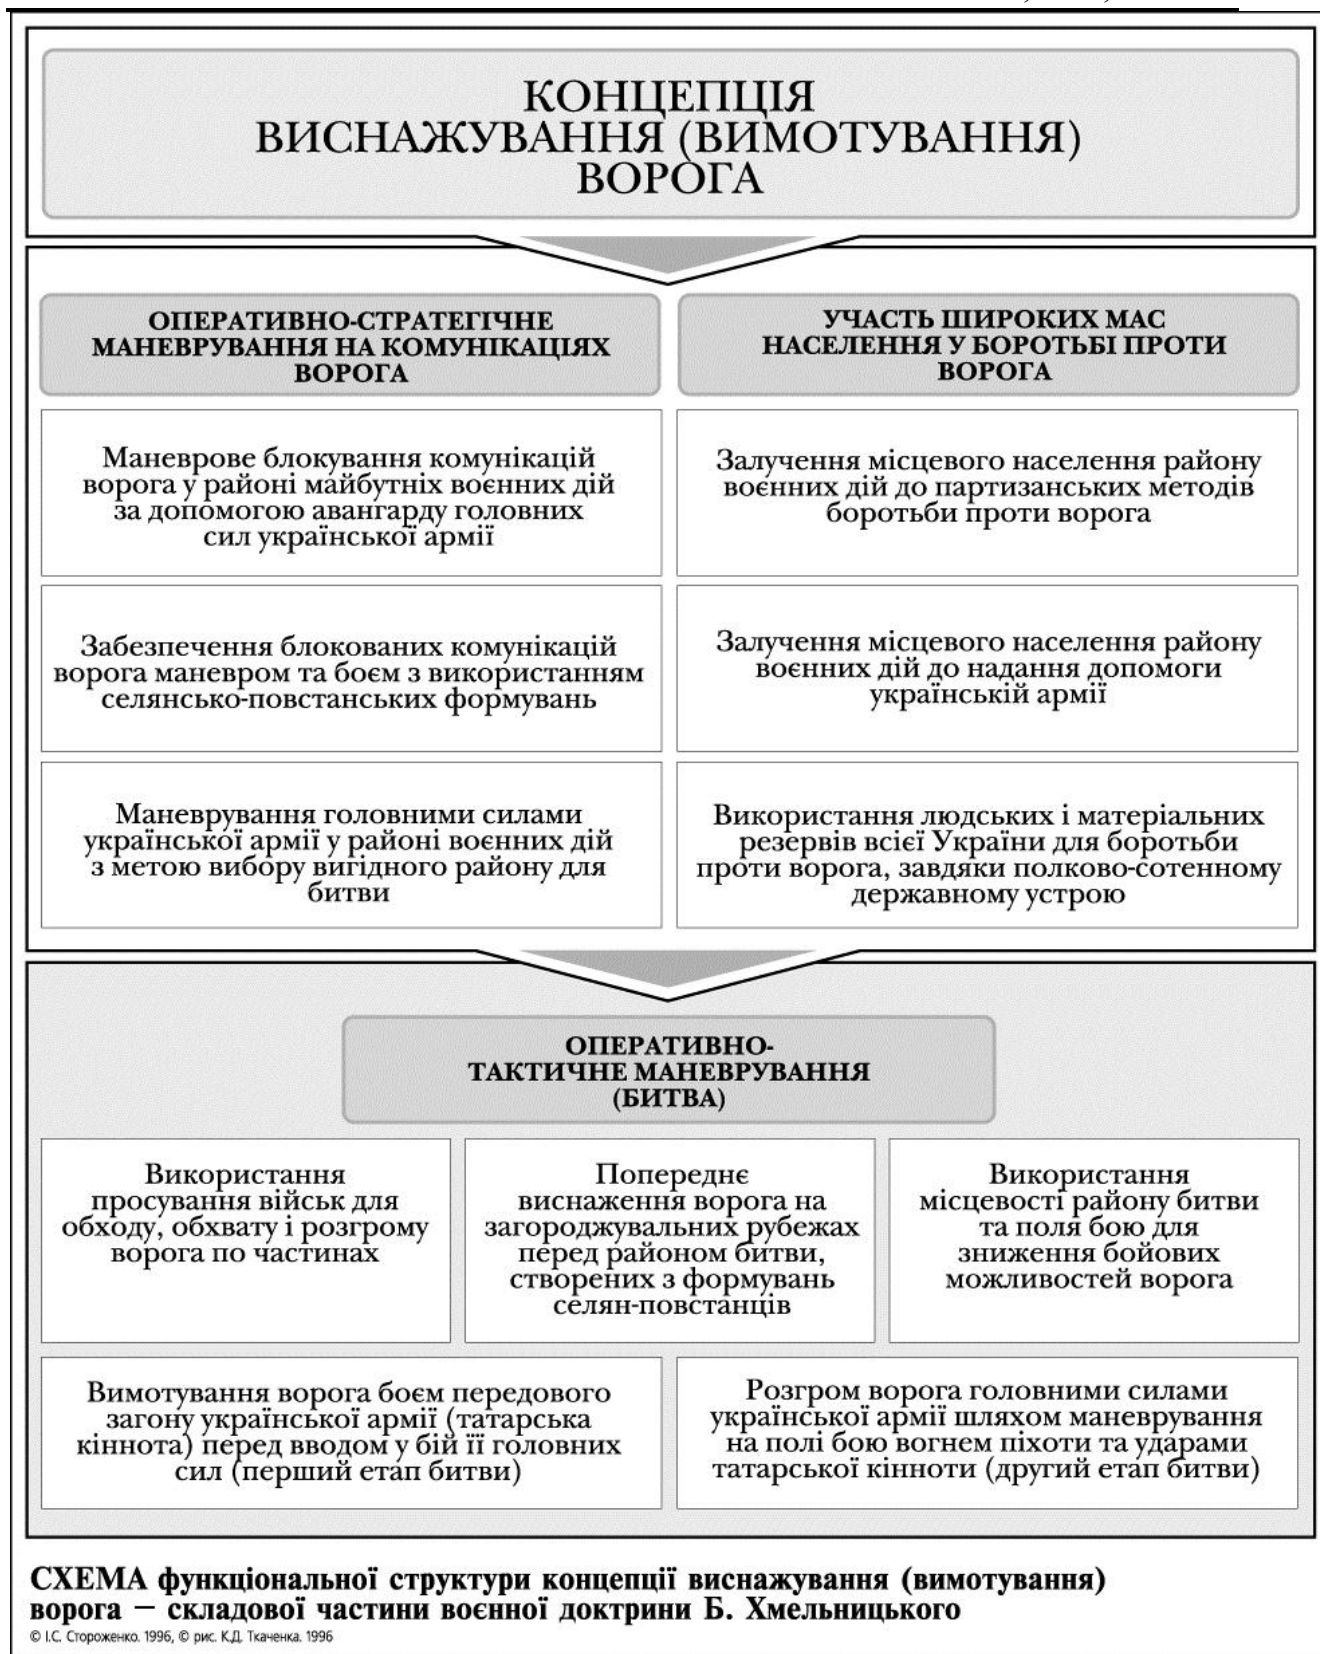 КОНЦЕПЦІЯ
ВИСНАЖУВАННЯ (ВИМОТУВАННЯ)
ВОРОГА
ОПЕРАТИВНО-СТРАТЕГІЧНЕ
МАНЕВРУВАННЯ НА КОМУНІКАЦІЯХ
ВОРОГА
Маневрове блокування комунікацій
ворога у районі майбутніх воєнних дій
за допомогою авангарду головних
сил української армії
Забезпечення блокованих комунікацій
ворога маневром та боєм з використанням
селянсько-повстанських формувань
Маневрування головними силами
української армії у районі воєнних дій
з метою вибору вигідного району для
битви
УЧАСТЬ ШИРОКИХ МАС
НАСЕЛЕННЯ У БОРОТЬБІ ПРОТИ
ВОРОГА
Залучення місцевого населення району
воєнних дій до партизанських методів
боротьби проти ворога
Залучення місцевого населення району
воєнних дій до надання допомоги
українській армії
Використання людських і матеріальних
резервів всієї України для боротьби
проти ворога, завдяки полково-сотенному
державному устрою
ОПЕРАТИВНО-
ТАКТИЧНЕ МАНЕВРУВАННЯ
(БИТВА)
Використання
просування військ для
обходу, обхвату і розгрому
ворога по частинах
Попереднє
виснаження ворога на
загороджувальних рубежах
перед районом битви,
створених з формувань
селян-повстанців
Використання
місцевості району битви
та поля бою для
зниження бойових
можливостей ворога
Вимотування ворога боєм передового
загону української армії (татарська
кіннота) перед вводом у бій її головних
сил (перший етап битви)
Розгром ворога головними силами
української армії шляхом маневрування
на полі бою вогнем піхоти та ударами
татарської кінноти (другий етап битви)
СХЕМА функціональної структури концепції виснажування (вимотування)
ворога – складової частини воєнної доктрини Б. Хмельницького
© І.С. Стороженко. 1996, © рис. К.Д. Ткаченка. 1996